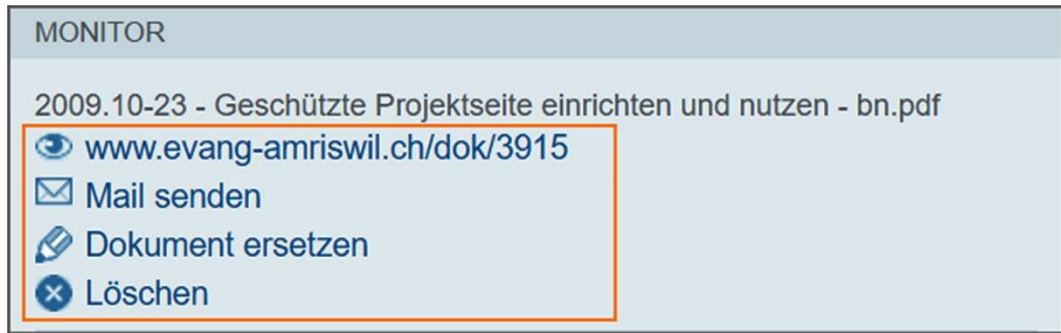 MONITOR
2009.10-23 - Geschützte Projektseite einrichten und nutzen - bn.pdf
www.evang-amriswil.ch/dok/3915
Mail senden
Dokument ersetzen
Löschen